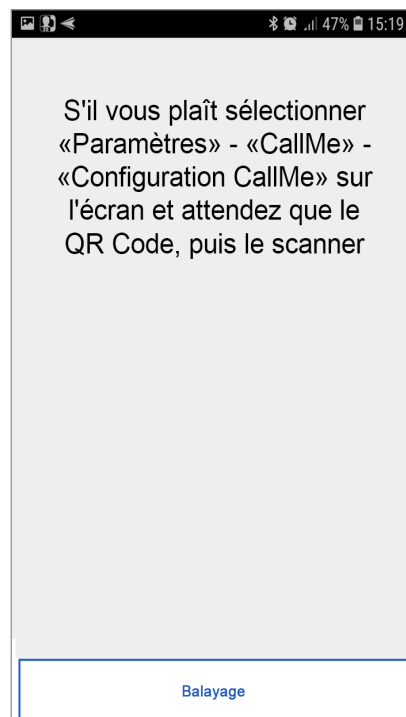 47% 15:19
S'il vous plaît sélectionner
«Paramètres» - «CallMe» -
«Configuration CallMe» sur
l'écran et attendez que le
QR Code, puis le scanner
Balayage